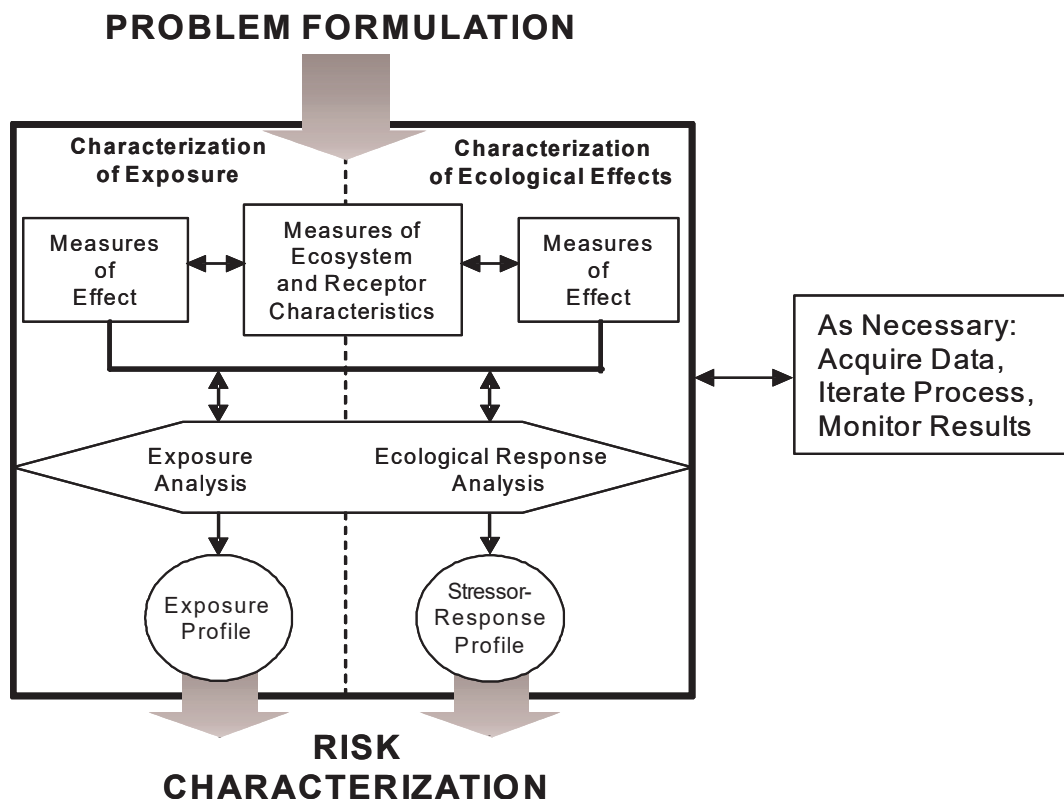 PROBLEM FORMULATION
Characterization
of Exposure
Characterization
of Ecological Effects
Measures
of
Effect
Measures of
Ecosystem
and Receptor
Characteristics
Measures
of
Effect
As Necessary:
Acquire Data,
Iterate Process,
Monitor Results
Exposure
Analysis
Ecological Response
Analysis
Exposure
Profile
Stressor-
Response
Profile
RISK
CHARACTERIZATION